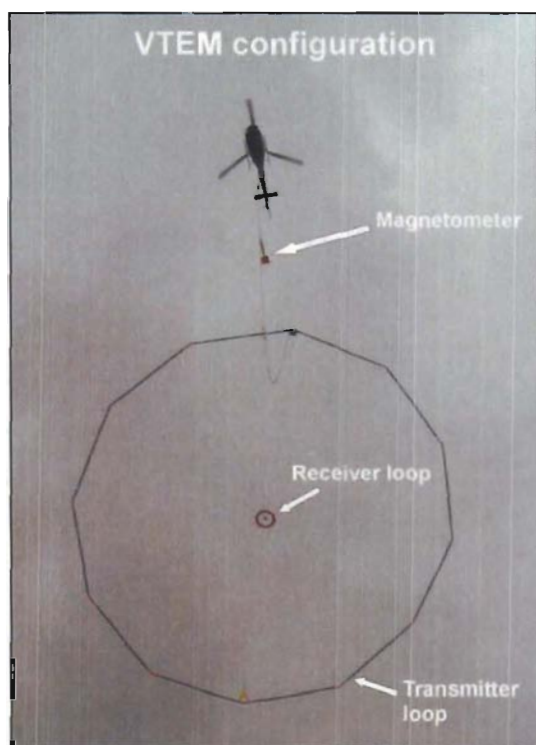 VTEM configuration
Magnetometer
Receiver loop
Transmitter
loop